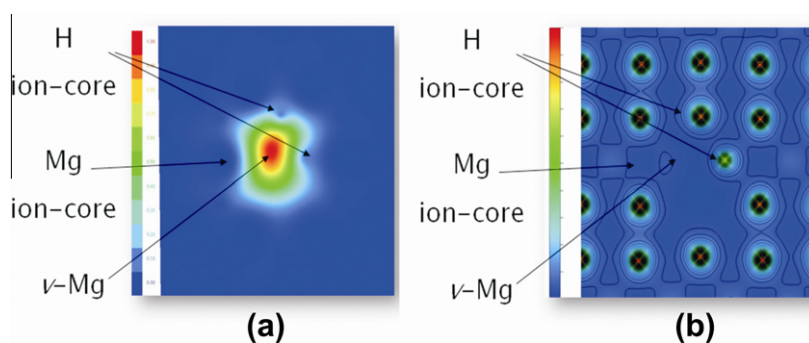 H
ion-core
Mg
ion-core
ν-Mg
(a)
H
ion-core
Mg
ion-core
ν-Mg
(b)